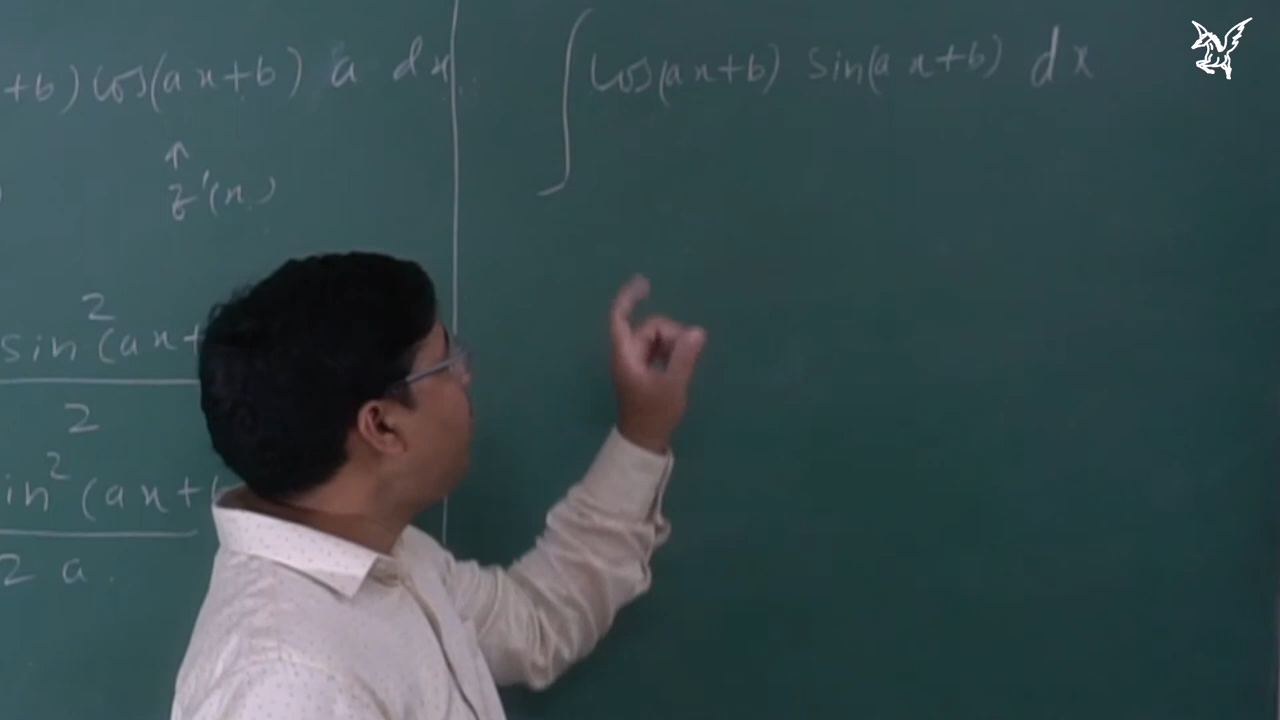 +b) cos(ax+b) a dx
↑
z'(x)
sin²(ax+
2
in²(ax+b
2a.
∫ cos(ax+b) sin(ax+b) dx